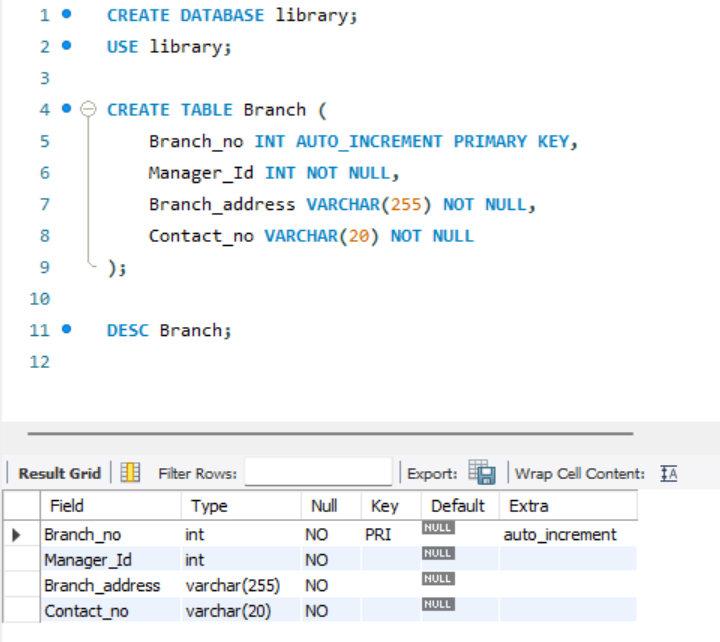 1 CREATE DATABASE library;
2 USE library;
3
4 CREATE TABLE Branch (
5 Branch_no INT AUTO_INCREMENT PRIMARY KEY,
6 Manager_Id INT NOT NULL,
7 Branch_address VARCHAR(255) NOT NULL,
8 Contact_no VARCHAR(20) NOT NULL
9 );
10
11 DESC Branch;
12
Result Grid Filter Rows: Export: Wrap Cell Content: IA
Field Type Null Key Default Extra
Branch_no int NO PRI NULL auto_increment
Manager_Id int NO NULL
Branch_address varchar(255) NO NULL
Contact_no varchar(20) NO NULL